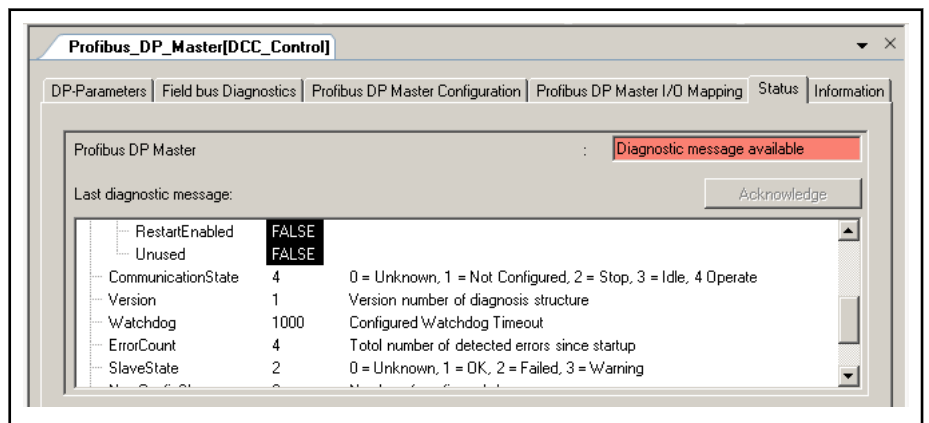 Profibus_DP_Master[DCC_Control]
DP-Parameters Field bus Diagnostics Profibus DP Master Configuration Profibus DP Master I/O Mapping Status Information
Profibus DP Master : Diagnostic message available
Last diagnostic message: Acknowledge
RestartEnabled FALSE
Unused FALSE
CommunicationState 4 0 = Unknown, 1 = Not Configured, 2 = Stop, 3 = Idle, 4 Operate
Version 1 Version number of diagnosis structure
Watchdog 1000 Configured Watchdog Timeout
ErrorCount 4 Totol number of detected errors since startup
SlaveState 2 0 = Unknown, 1 = OK, 2 = Failed, 3 = Warning